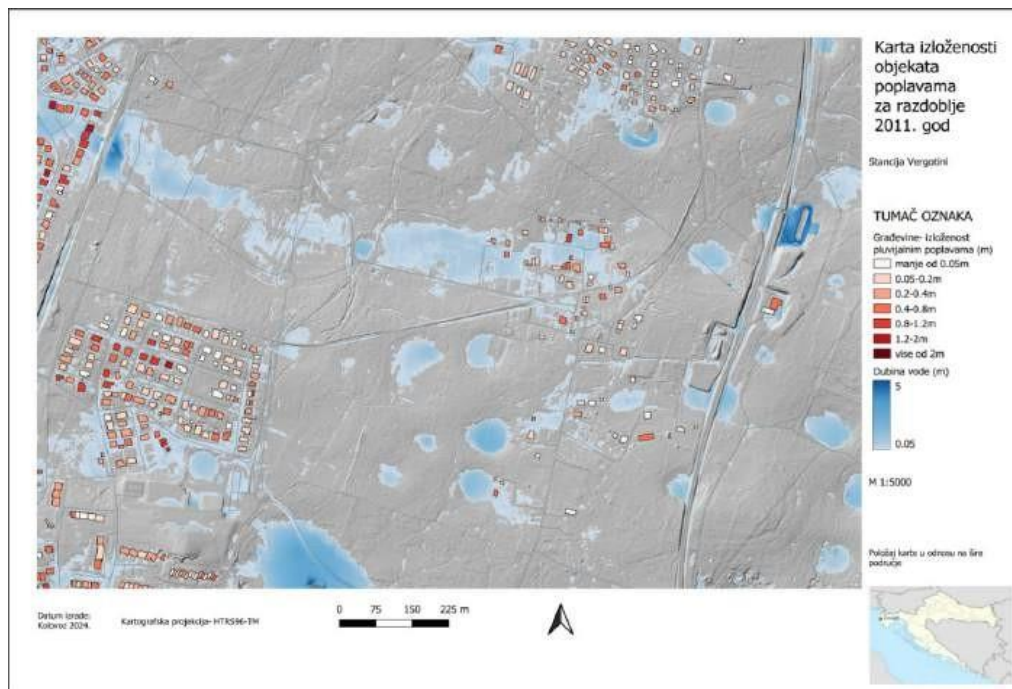 Karta izloženosti
objekata
poplavama
za razdoblje
2011. god
Stancija Vergotini
TUMAČ OZNAKA
Građevine- izloženost
pluvijalnim poplavama (m)
manje od 0.05m
0.05-0.2m
0.2-0.4m
0.4-0.8m
0.8-1.2m
1.2-2m
vise od 2m
Dubina vode (m)
5
0.05
M 1:5000
Položaj karte u odnosu na šire
područje
Datum izrade:
Kolovoz 2024.
Kartografska projekcija- HTRS96-TM
0 75 150 225 m